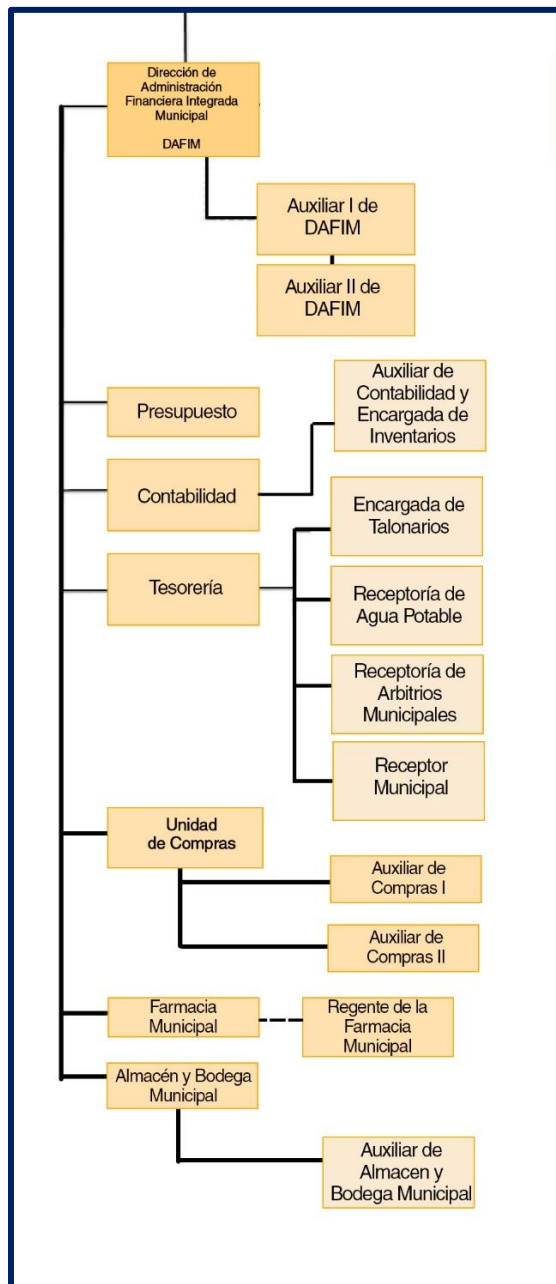 Dirección de
Administración
Financiera Integrada
Municipal
DAFIM
Auxiliar I de
DAFIM
Auxiliar II de
DAFIM
Presupuesto
Auxiliar de
Contabilidad y
Encargada de
Inventarios
Contabilidad
Encargada de
Talonarios
Tesorería
Receptoría de
Agua Potable
Receptoría de
Arbitrios
Municipales
Receptor
Municipal
Unidad
de Compras
Auxiliar de
Compras I
Auxiliar de
Compras II
Farmacia
Municipal
Regente de la
Farmacia
Municipal
Almacén y Bodega
Municipal
Auxiliar de
Almacen y
Bodega Municipal